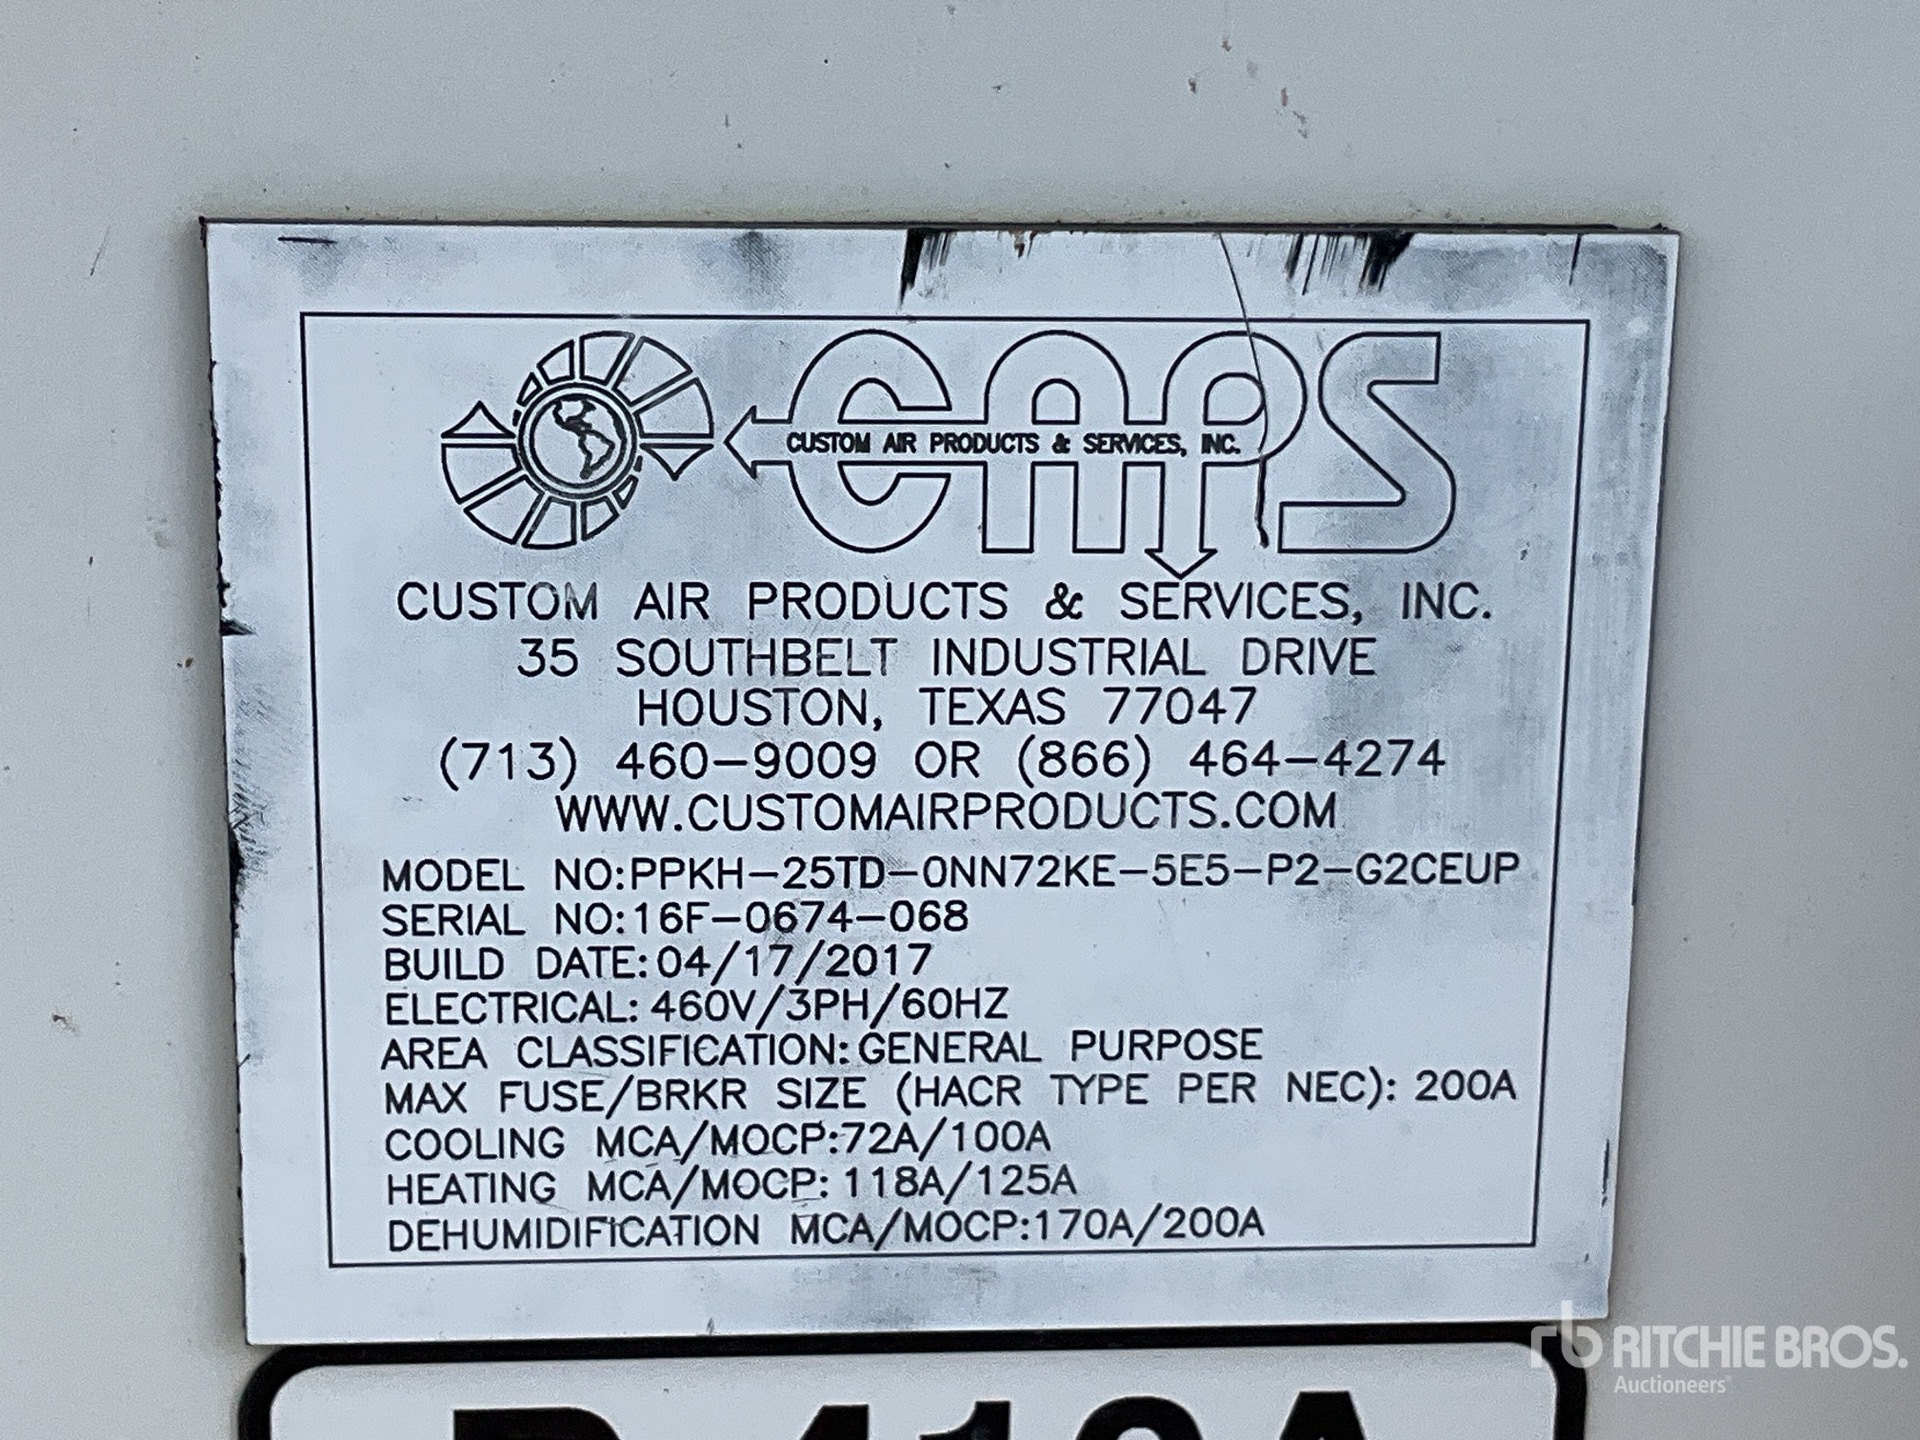 CAPS
CUSTOM AIR PRODUCTS & SERVICES, INC.
CUSTOM AIR PRODUCTS & SERVICES, INC.
35 SOUTHBELT INDUSTRIAL DRIVE
HOUSTON, TEXAS 77047
(713) 460-9009 OR (866) 464-4274
WWW.CUSTOMAIRPRODUCTS.COM
MODEL NO:PPKH-25TD-0NN72KE-5E5-P2-G2CEUP
SERIAL NO:16F-0674-068
BUILD DATE:04/17/2017
ELECTRICAL: 460V/3PH/60HZ
AREA CLASSIFICATION:GENERAL PURPOSE
MAX FUSE/BRKR SIZE (HACR TYPE PER NEC): 200A
COOLING MCA/MOCP:72A/100A
HEATING MCA/MOCP: 118A/125A
DEHUMIDIFICATION MCA/MOCP:170A/200A
rb RITCHIE BROS.
Auctioneers